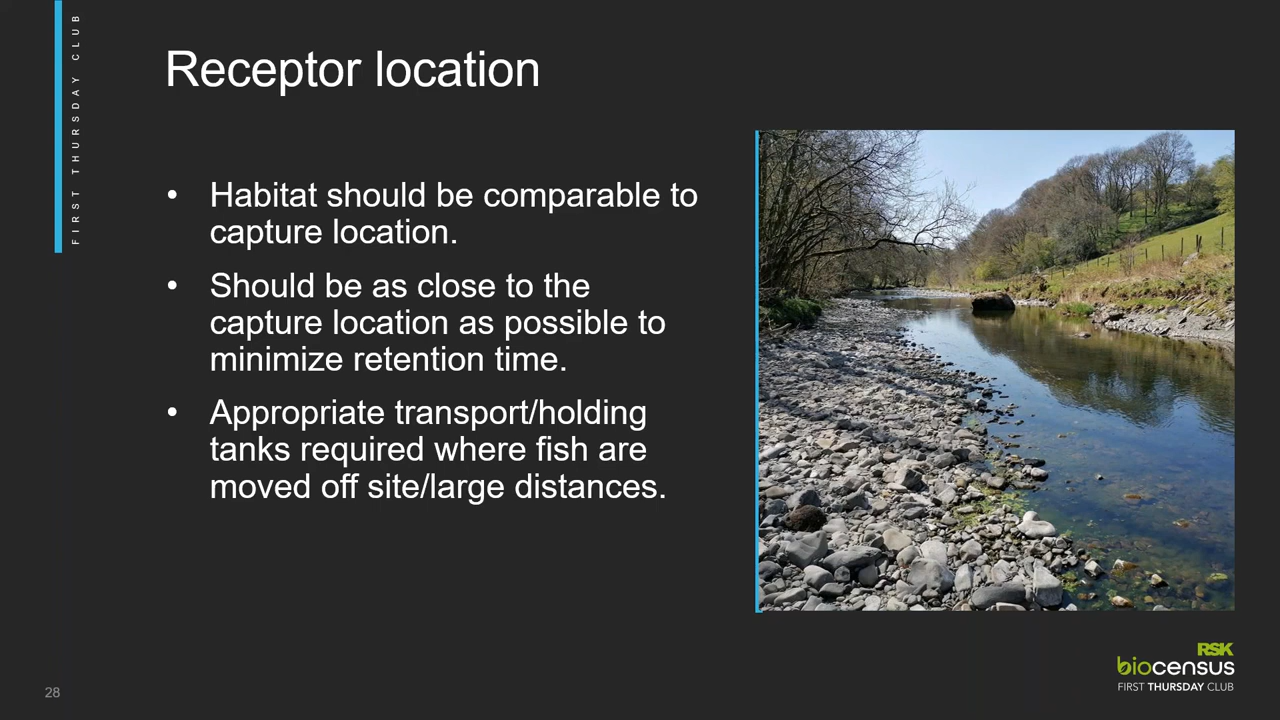 FIRST THURSDAY CLUB
Receptor location
• Habitat should be comparable to
capture location.
• Should be as close to the
capture location as possible to
minimize retention time.
• Appropriate transport/holding
tanks required where fish are
moved off site/large distances.
RSK
biocensus
FIRST THURSDAY CLUB
28